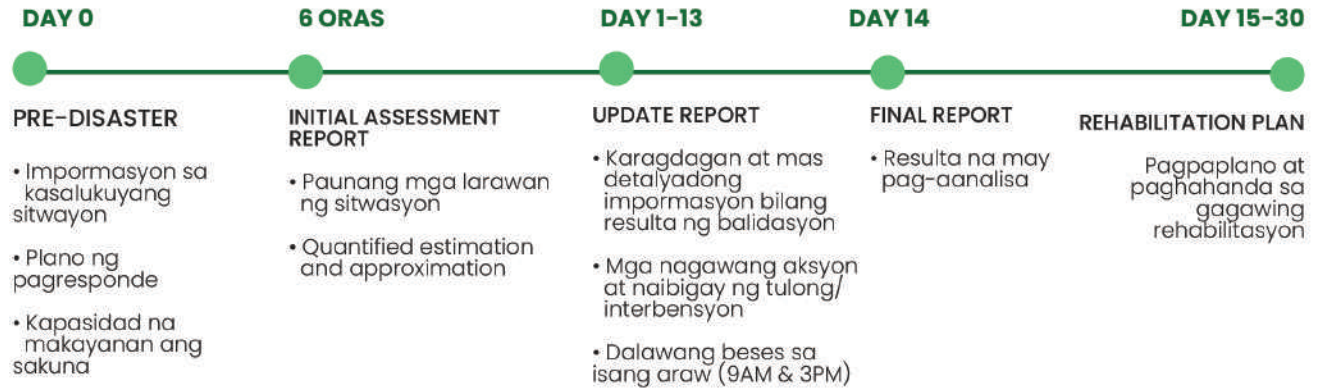 DAY 0
PRE-DISASTER
• Impormasyon sa
kasalukuyang
sitwayon
• Plano ng
pagresponde
• Kapasidad na
makayanan ang
sakuna
6 ORAS
INITIAL ASSESSMENT
REPORT
• Paunang mga larawan
ng sitwasyon
• Quantified estimation
and approximation
DAY 1-13
UPDATE REPORT
• Karagdagan at mas
detalyadong
impormasyon bilang
resulta ng balidasyon
• Mga nagawang aksyon
at naibigay ng tulong/
interbensyon
• Dalawang beses sa
isang araw (9AM & 3PM)
DAY 14
FINAL REPORT
• Resulta na may
pag-aanalisa
DAY 15-30
REHABILITATION PLAN
Pagpaplano at
paghahanda sa
gagawing
rehabilitasyon